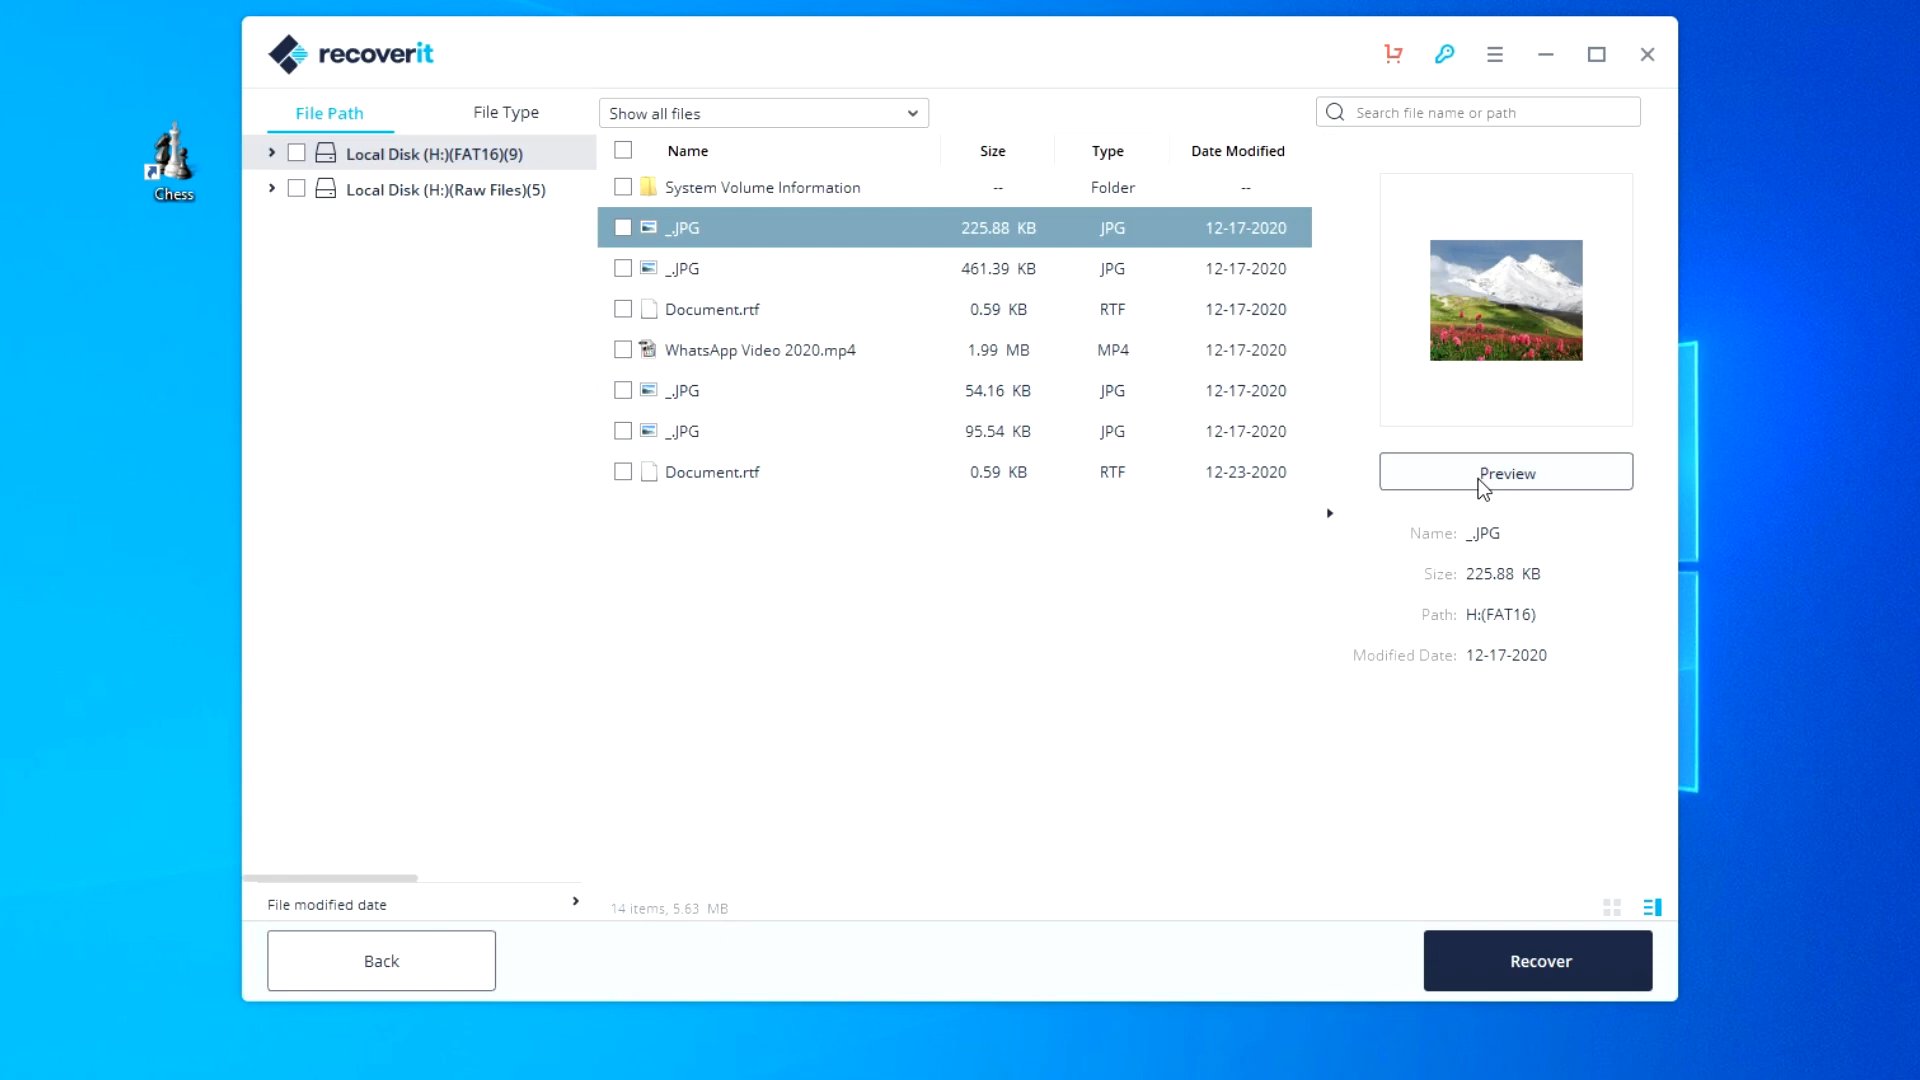 recoverit
File Path
File Type
Show all files
Search file name or path
Chess
Local Disk (H:)(FAT16)(9)
Local Disk (H:)(Raw Files)(5)
Name Size Type Date Modified
System Volume Information -- Folder --
_.JPG 225.88 KB JPG 12-17-2020
_.JPG 461.39 KB JPG 12-17-2020
Document.rtf 0.59 KB RTF 12-17-2020
WhatsApp Video 2020.mp4 1.99 MB MP4 12-17-2020
_.JPG 54.16 KB JPG 12-17-2020
_.JPG 95.54 KB JPG 12-17-2020
Document.rtf 0.59 KB RTF 12-23-2020
Preview
Name: _.JPG
Size: 225.88 KB
Path: H:(FAT16)
Modified Date: 12-17-2020
File modified date
14 items, 5.63 MB
Back
Recover